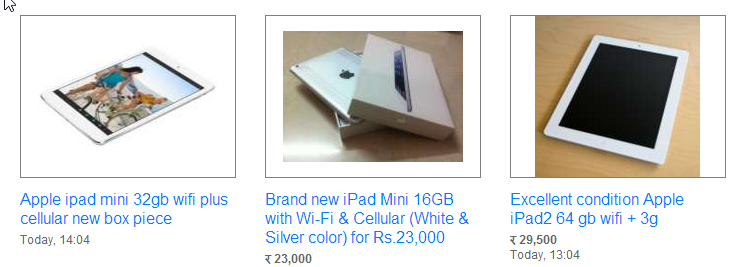 Apple ipad mini 32gb wifi plus
cellular new box piece
Today, 14:04
Brand new iPad Mini 16GB
with Wi-Fi & Cellular (White &
Silver color) for Rs.23,000
₹ 23,000
Excellent condition Apple
iPad2 64 gb wifi + 3g
₹ 29,500
Today, 13:04